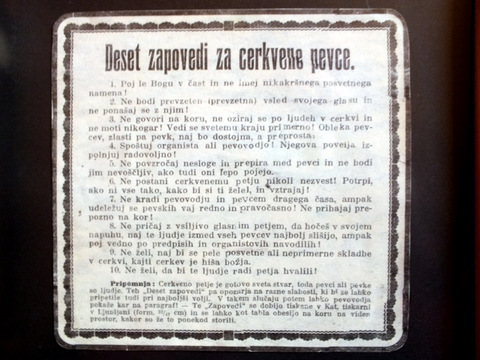 Deset zapovedi za cerkvene pevce.
1. Poj le Bogu v čast in ne imej nikakršnega posvetnega
namena!
2. Ne bodi prevzeten (prevzetna) vsled svojega glasu in
ne ponašaj se z njim!
3. Ne govori na koru, ne oziraj se po ljudeh v cerkvi in
ne moti nikogar! Vedi se svetemu kraju primerno! Obleka pev-
cev, zlasti pa pevk, naj bo dostojna, a preprosta.
4. Spoštuj organista ali pevovodjo! Njegova povelja iz-
polnjuj radovoljno!
5. Ne povzročaj nesloge in prepira med pevci in ne bodi
jim nevoščljiv, ako tudi oni lepo pojejo.
6. Ne postani cerkvenemu petju nikoli nezvest! Potrpi,
ako ni vse tako, kako bi si ti želel, in vztrajaj!
7. Ne kradi pevovodju in pevcem dragega časa, ampak
udeležuj se pevskih vaj redno in pravočasno! Ne prihajaj pre-
pozno na kor!
8. Ne pričaj z vsiljivo glasnim petjem, da hočeš v svojem
napuhu, naj te ljudje izmed vseh pevcev najbolj slišijo, ampak
poj vedno po predpisih in organistovih navodilih!
9. Ne želi, naj bi se pele posvetne ali neprimerne skladbe
v cerkvi, kajti cerkev je hiša božja.
10. Ne želi, da bi te ljudje radi petja hvalili!
Pripomnja: Cerkveno petje je gotovo sveta stvar, toda pevci ali pevke
so ljudje. Teh „Deset zapovedi" pa opozarja na razne slabosti, ki bi se lahko
pripetile tudi pri najboljši volji. V takem slučaju potem lahko pevovodja
pokaže kar na paragraf! — Te „Zapovedi" se dobijo tiskane v Kat. tiskarni
v Ljubljani (form. cm) in se lahko kot tabla obesijo na koru na viden
prostor, kakor so že to ponekod storili.